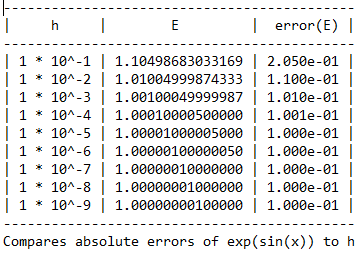 |------------------------------------------
| h | E | error(E) |
-------------------------------------------
| 1 * 10^-1 | 1.10498683033169 | 2.050e-01 |
| 1 * 10^-2 | 1.01004999874333 | 1.100e-01 |
| 1 * 10^-3 | 1.00100049999987 | 1.010e-01 |
| 1 * 10^-4 | 1.00010000500000 | 1.001e-01 |
| 1 * 10^-5 | 1.00001000005000 | 1.000e-01 |
| 1 * 10^-6 | 1.00000100000050 | 1.000e-01 |
| 1 * 10^-7 | 1.00000010000000 | 1.000e-01 |
| 1 * 10^-8 | 1.00000001000000 | 1.000e-01 |
| 1 * 10^-9 | 1.00000000100000 | 1.000e-01 |
-------------------------------------------
Compares absolute errors of exp(sin(x)) to h